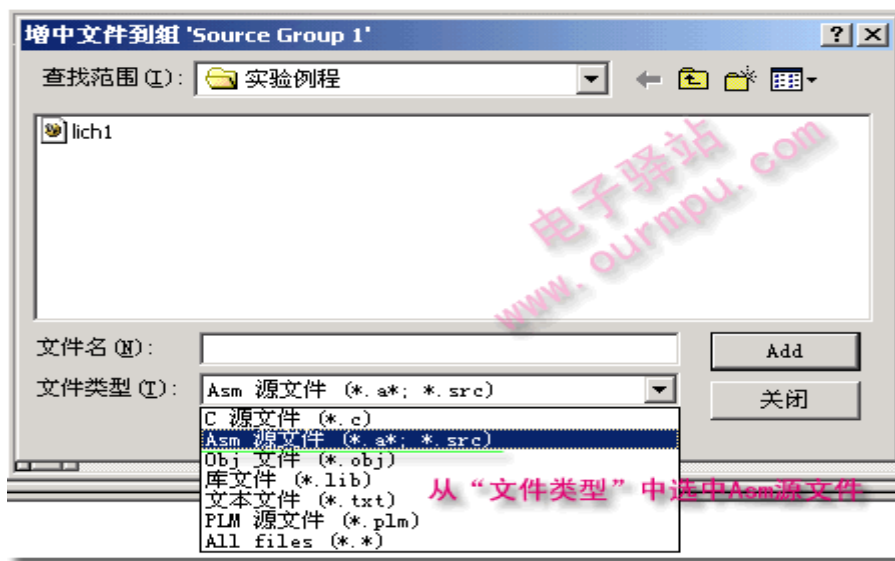 增中文件到组 'Source Group 1'
查找范围(I): 实验例程
lich1
电子驿站
www.ourmpu.com
文件名(N):
Add
文件类型(T): Asm 源文件 (*.a*; *.src)
关闭
C 源文件 (*.c)
Asm 源文件 (*.a*; *.src)
Obj 文件 (*.obj)
库文件 (*.lib)
文本文件 (*.txt)
PLM 源文件 (*.plm)
All files (*.*)
从“文件类型”中选中Asm源文件